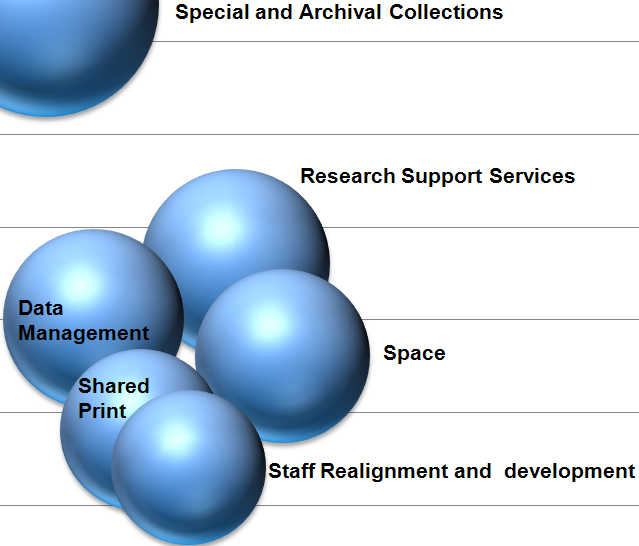 Special and Archival Collections
Research Support Services
Data
Management
Space
Shared
Print
Staff Realignment and  development